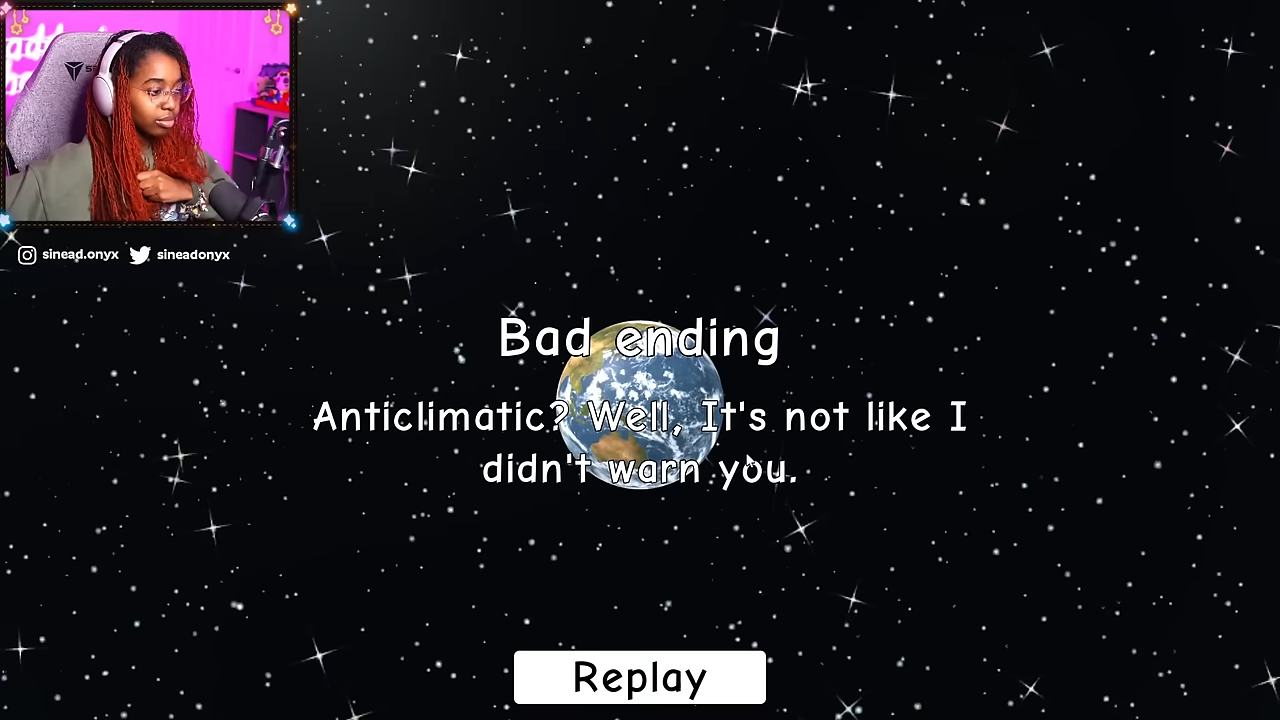 sinead.onyx sineadonyx
Bad ending
Anticlimatic? Well, It's not like I
didn't warn you.
Replay